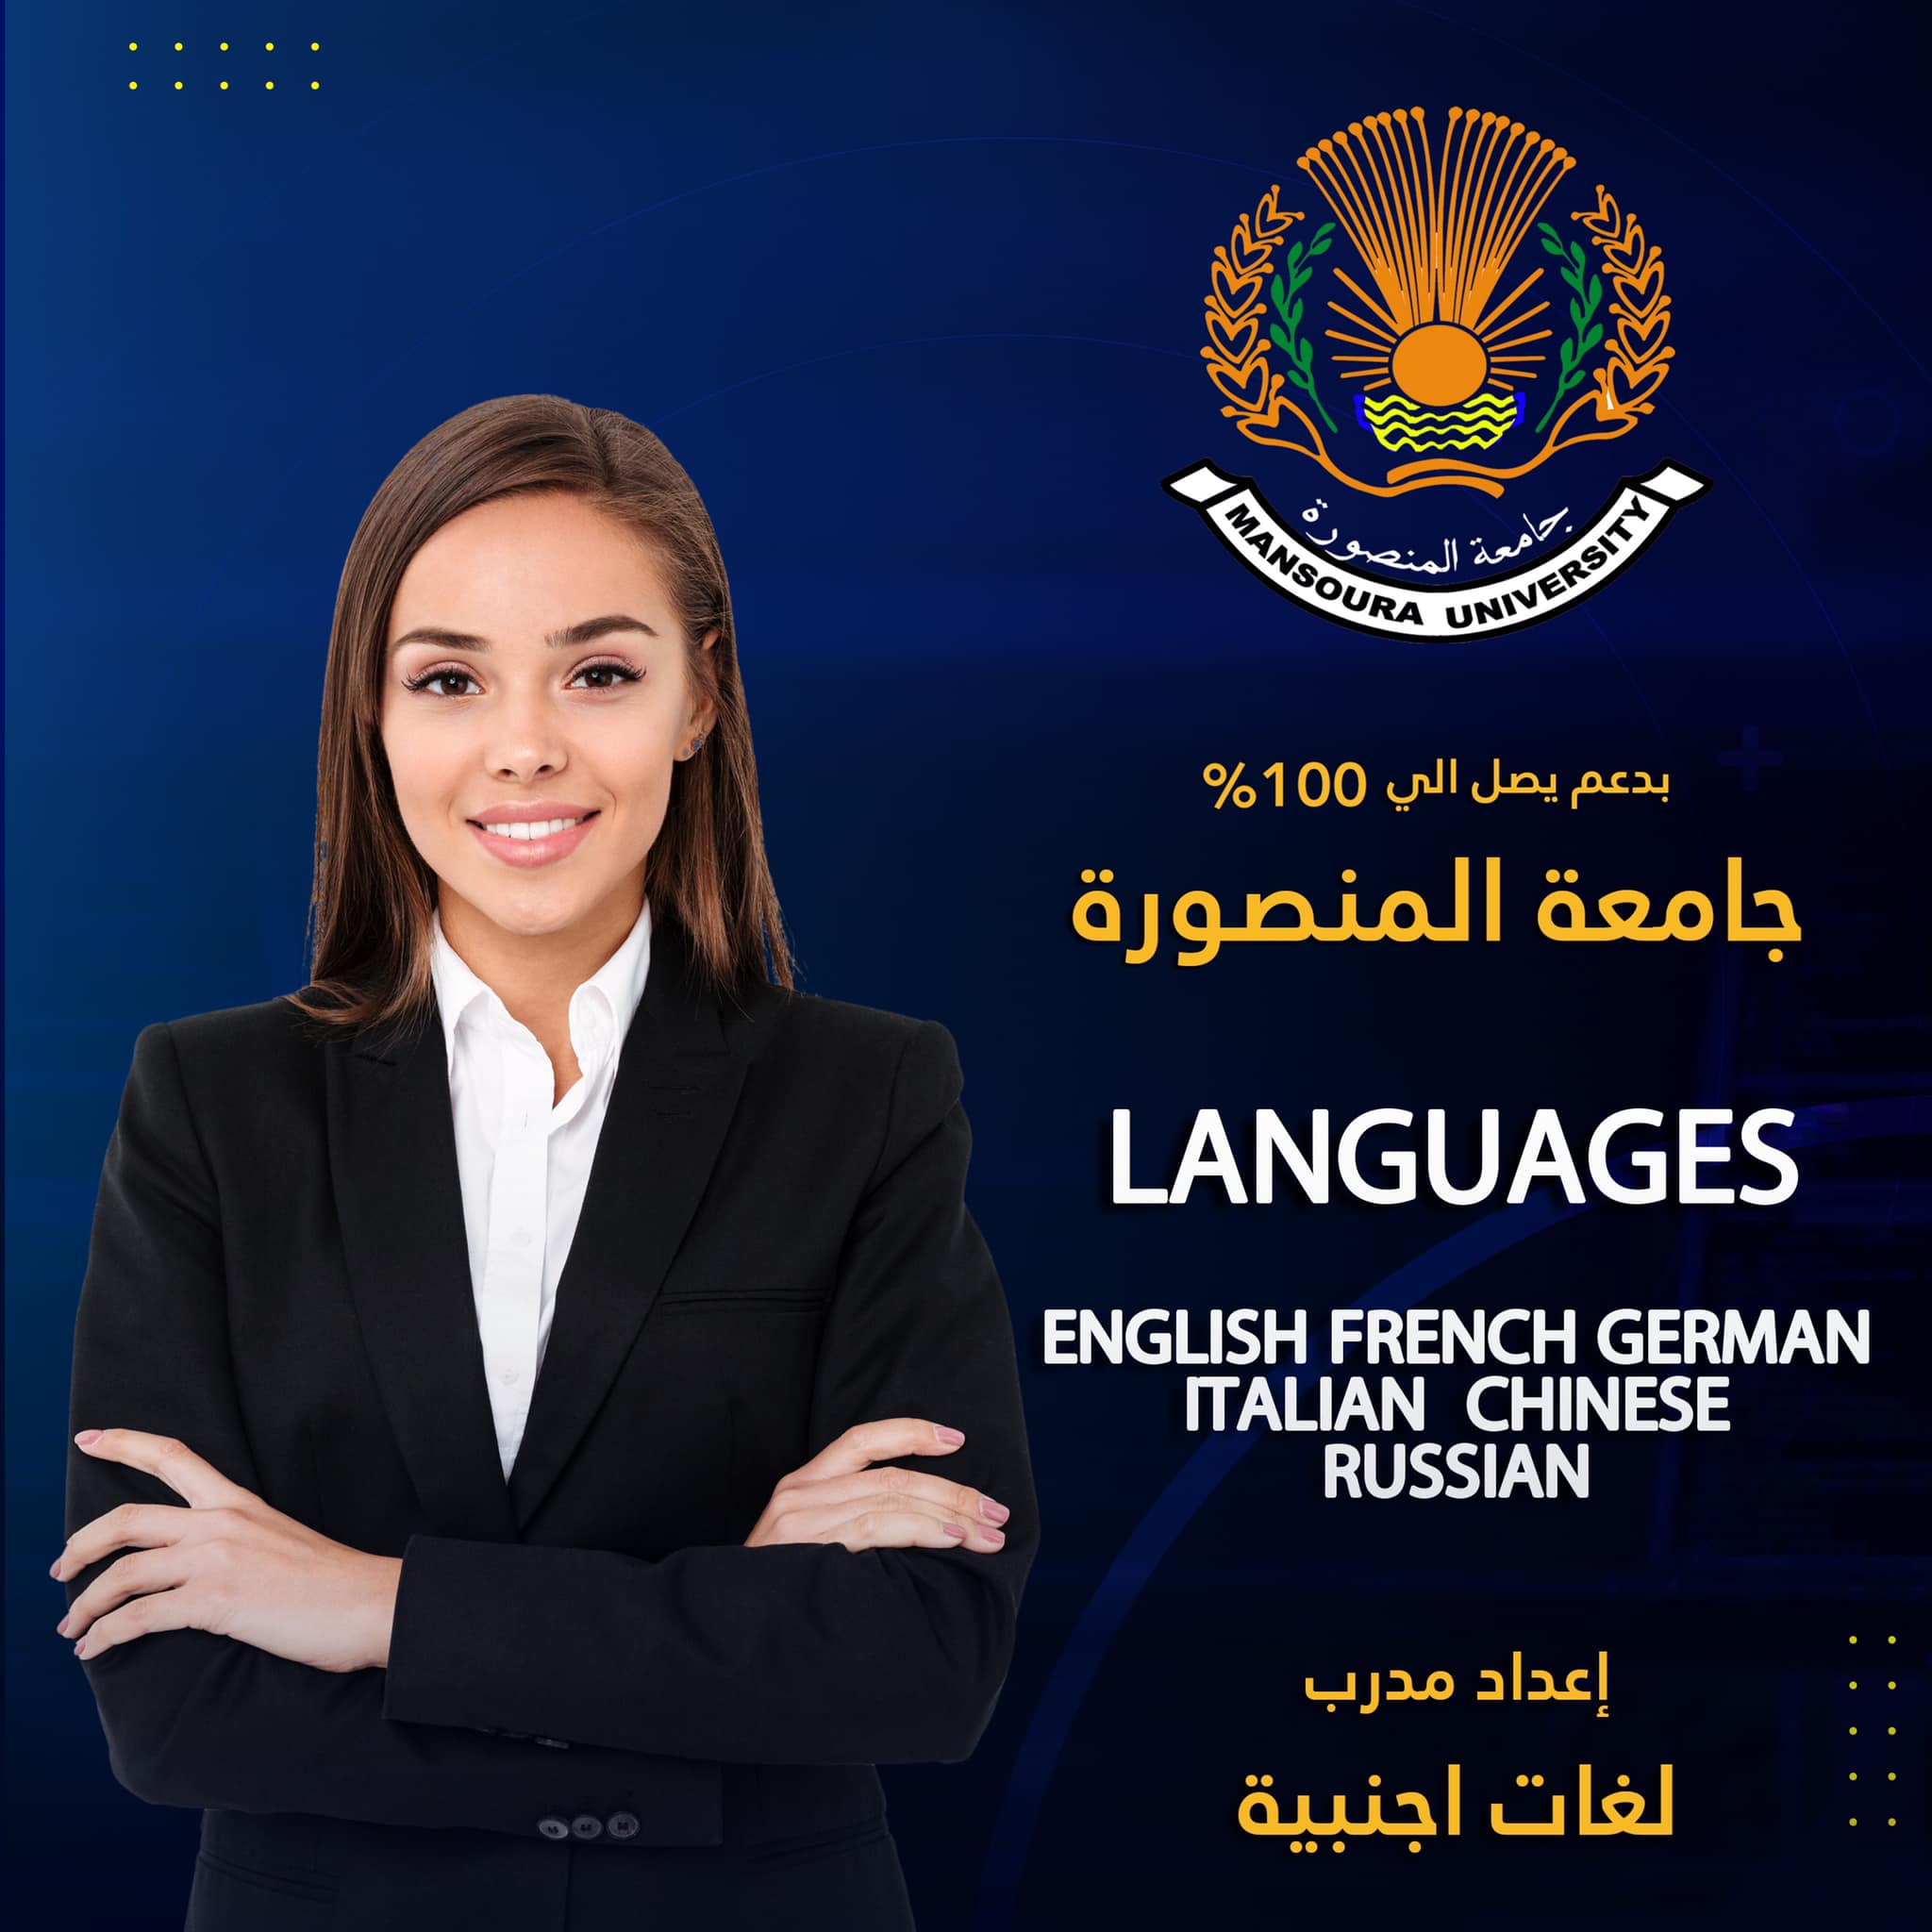 جامعة المنصورة
MANSOURA UNIVERSITY
بدعم يصل الي 100%
جامعة المنصورة
LANGUAGES
ENGLISH FRENCH GERMAN
ITALIAN CHINESE
RUSSIAN
إعداد مدرب
لغات اجنبية